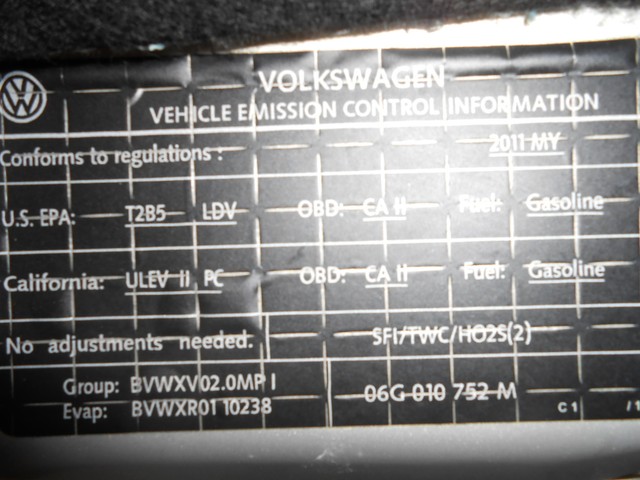 VOLKSWAGEN
VEHICLE EMISSION CONTROL INFORMATION
Conforms to regulations : 2011 MY
U.S. EPA: T2B5 LDV OBD: CA II Fuel: Gasoline
California: ULEV II PC OBD: CA II Fuel: Gasoline
No adjustments needed. SFI/TWC/HO2S(2)
Group: BVWXV02.0MP I
Evap: BVWXR01 10238
06G 010 752 M
C 1 /1